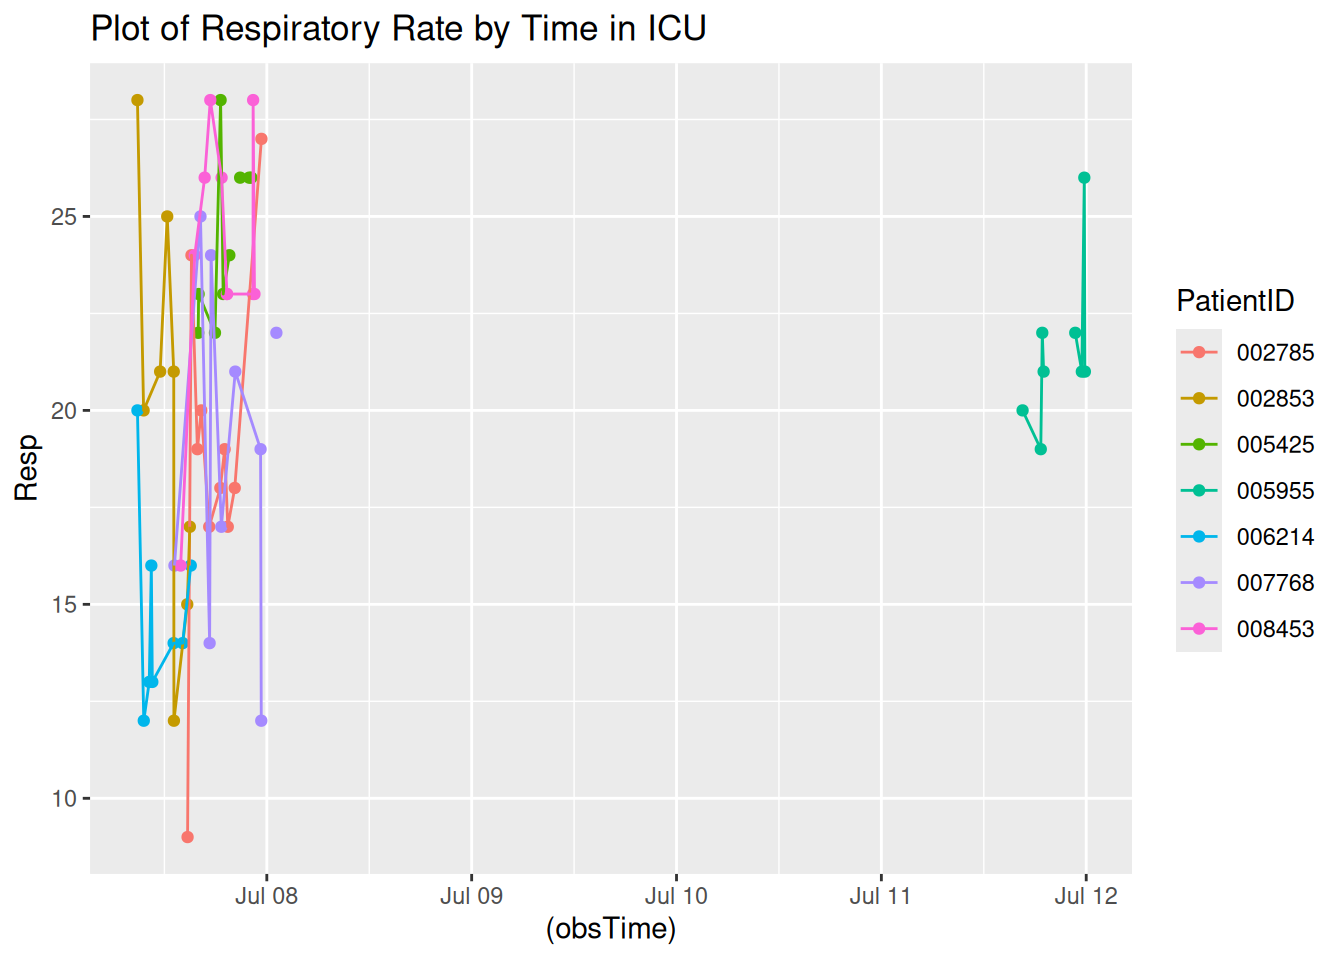 Plot of Respiratory Rate by Time in ICU
25
20
15
10
Resp
Jul 08
Jul 09
Jul 10
Jul 11
Jul 12
(obsTime)
PatientID
002785
002853
005425
005955
006214
007768
008453